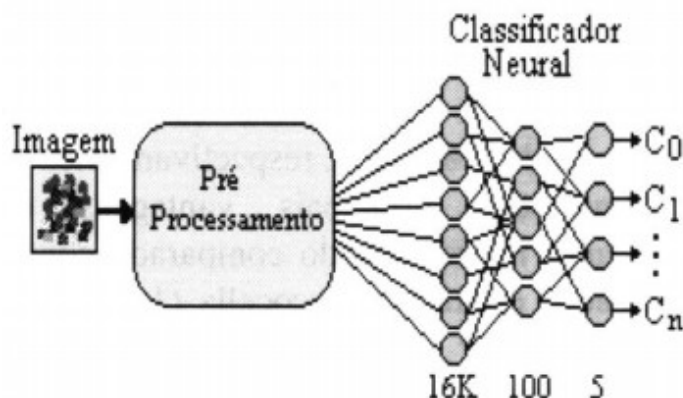 Classificador
Neural
Imagem
Pré
Processamento
C0
C1
⋮
Cn
16K 100 5